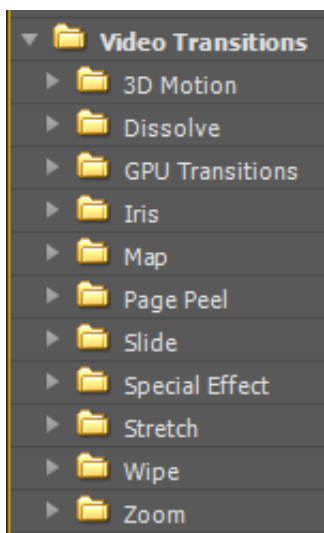 Video Transitions
3D Motion
Dissolve
GPU Transitions
Iris
Map
Page Peel
Slide
Special Effect
Stretch
Wipe
Zoom